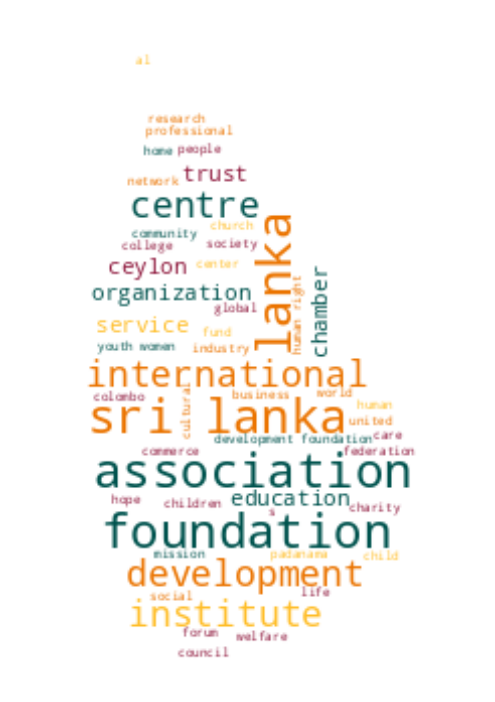 al
research
professional
home people
trust
network
centre
lanka
church
community
college society
ceylon center
chamber
organization
human right
global
service
fund
youth women industry
international
cultural
colombo business world
human
sri lanka
united
development foundation care
commerce federation
association
education
hope children charity
s
foundation
mission padanama child
development
life
social
institute
forum welfare
council